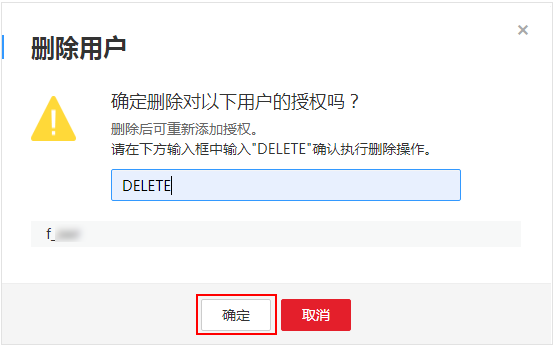 删除用户
确定删除对以下用户的授权吗？
删除后可重新添加授权。
请在下方输入框中输入"DELETE"确认执行删除操作。
DELETE
f_
确定
取消